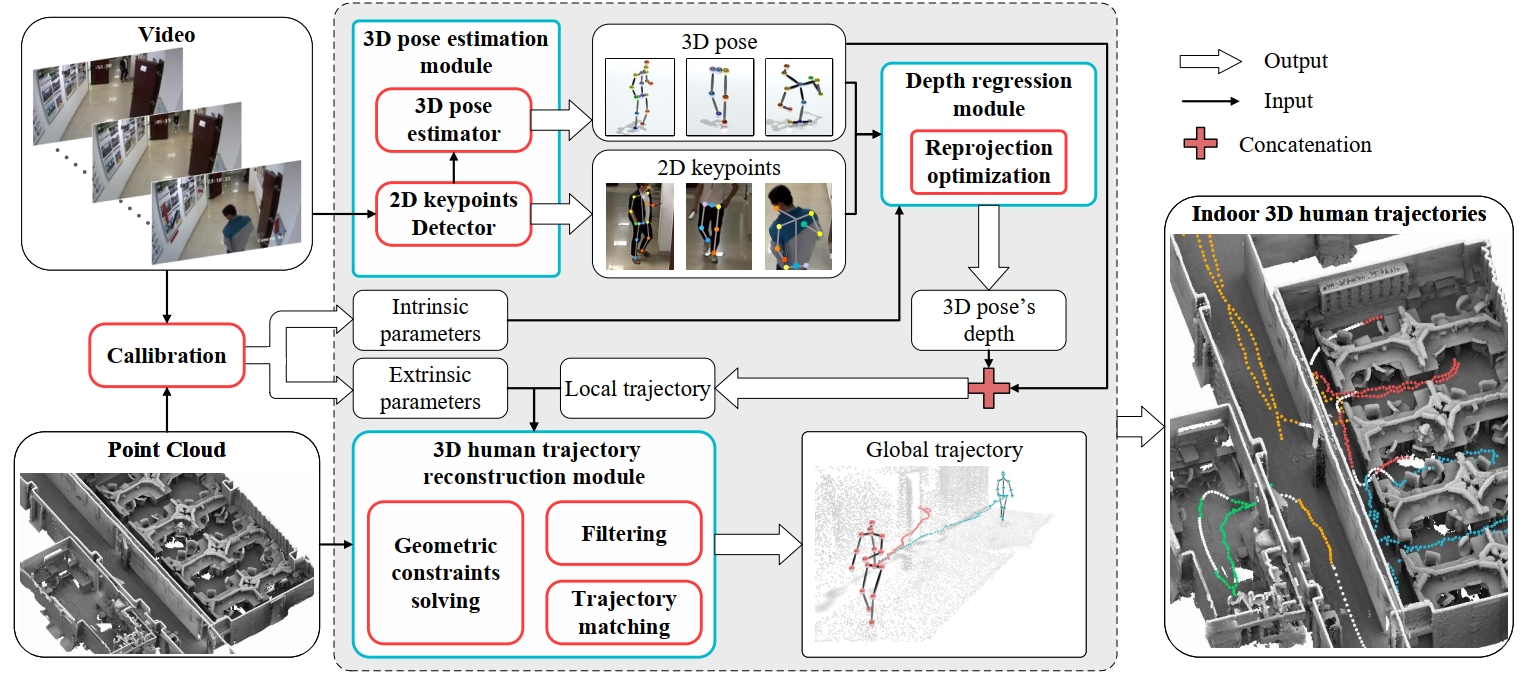 Video
3D pose estimation
module
3D pose
estimator
2D keypoints
Detector
3D pose
2D keypoints
Depth regression
module
Reprojection
optimization
Output
Input
Concatenation
Callibration
Intrinsic
parameters
Extrinsic
parameters
Local trajectory
3D pose’s
depth
Point Cloud
3D human trajectory
reconstruction module
Geometric
constraints
solving
Filtering
Trajectory
matching
Global trajectory
Indoor 3D human trajectories